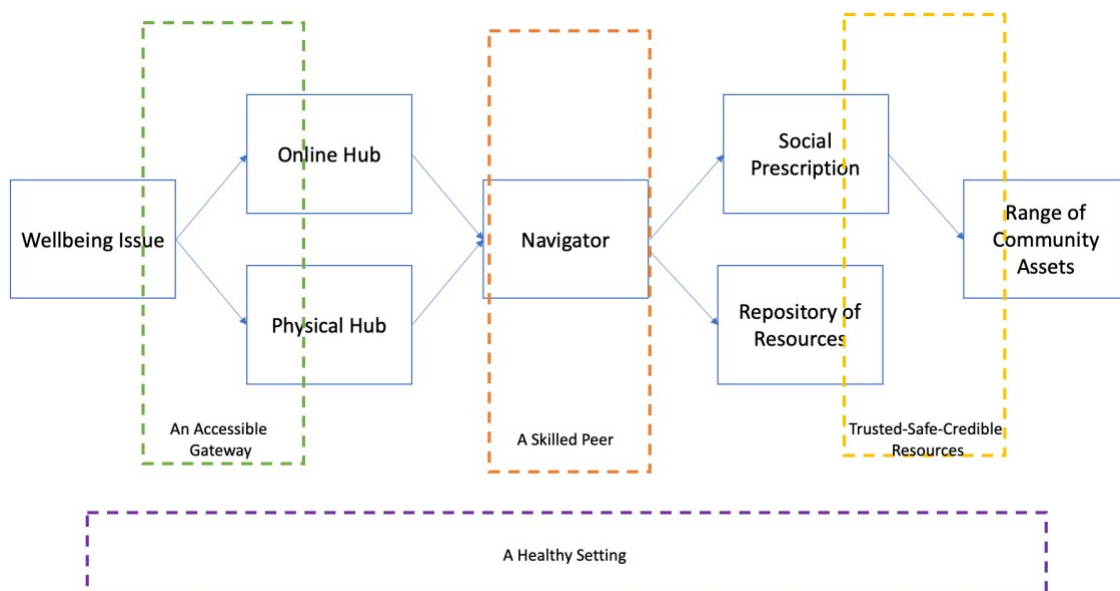 Wellbeing Issue
Online Hub
Physical Hub
An Accessible
Gateway
Navigator
A Skilled Peer
Social
Prescription
Repository of
Resources
Trusted-Safe-Credible
Resources
Range of
Community
Assets
A Healthy Setting